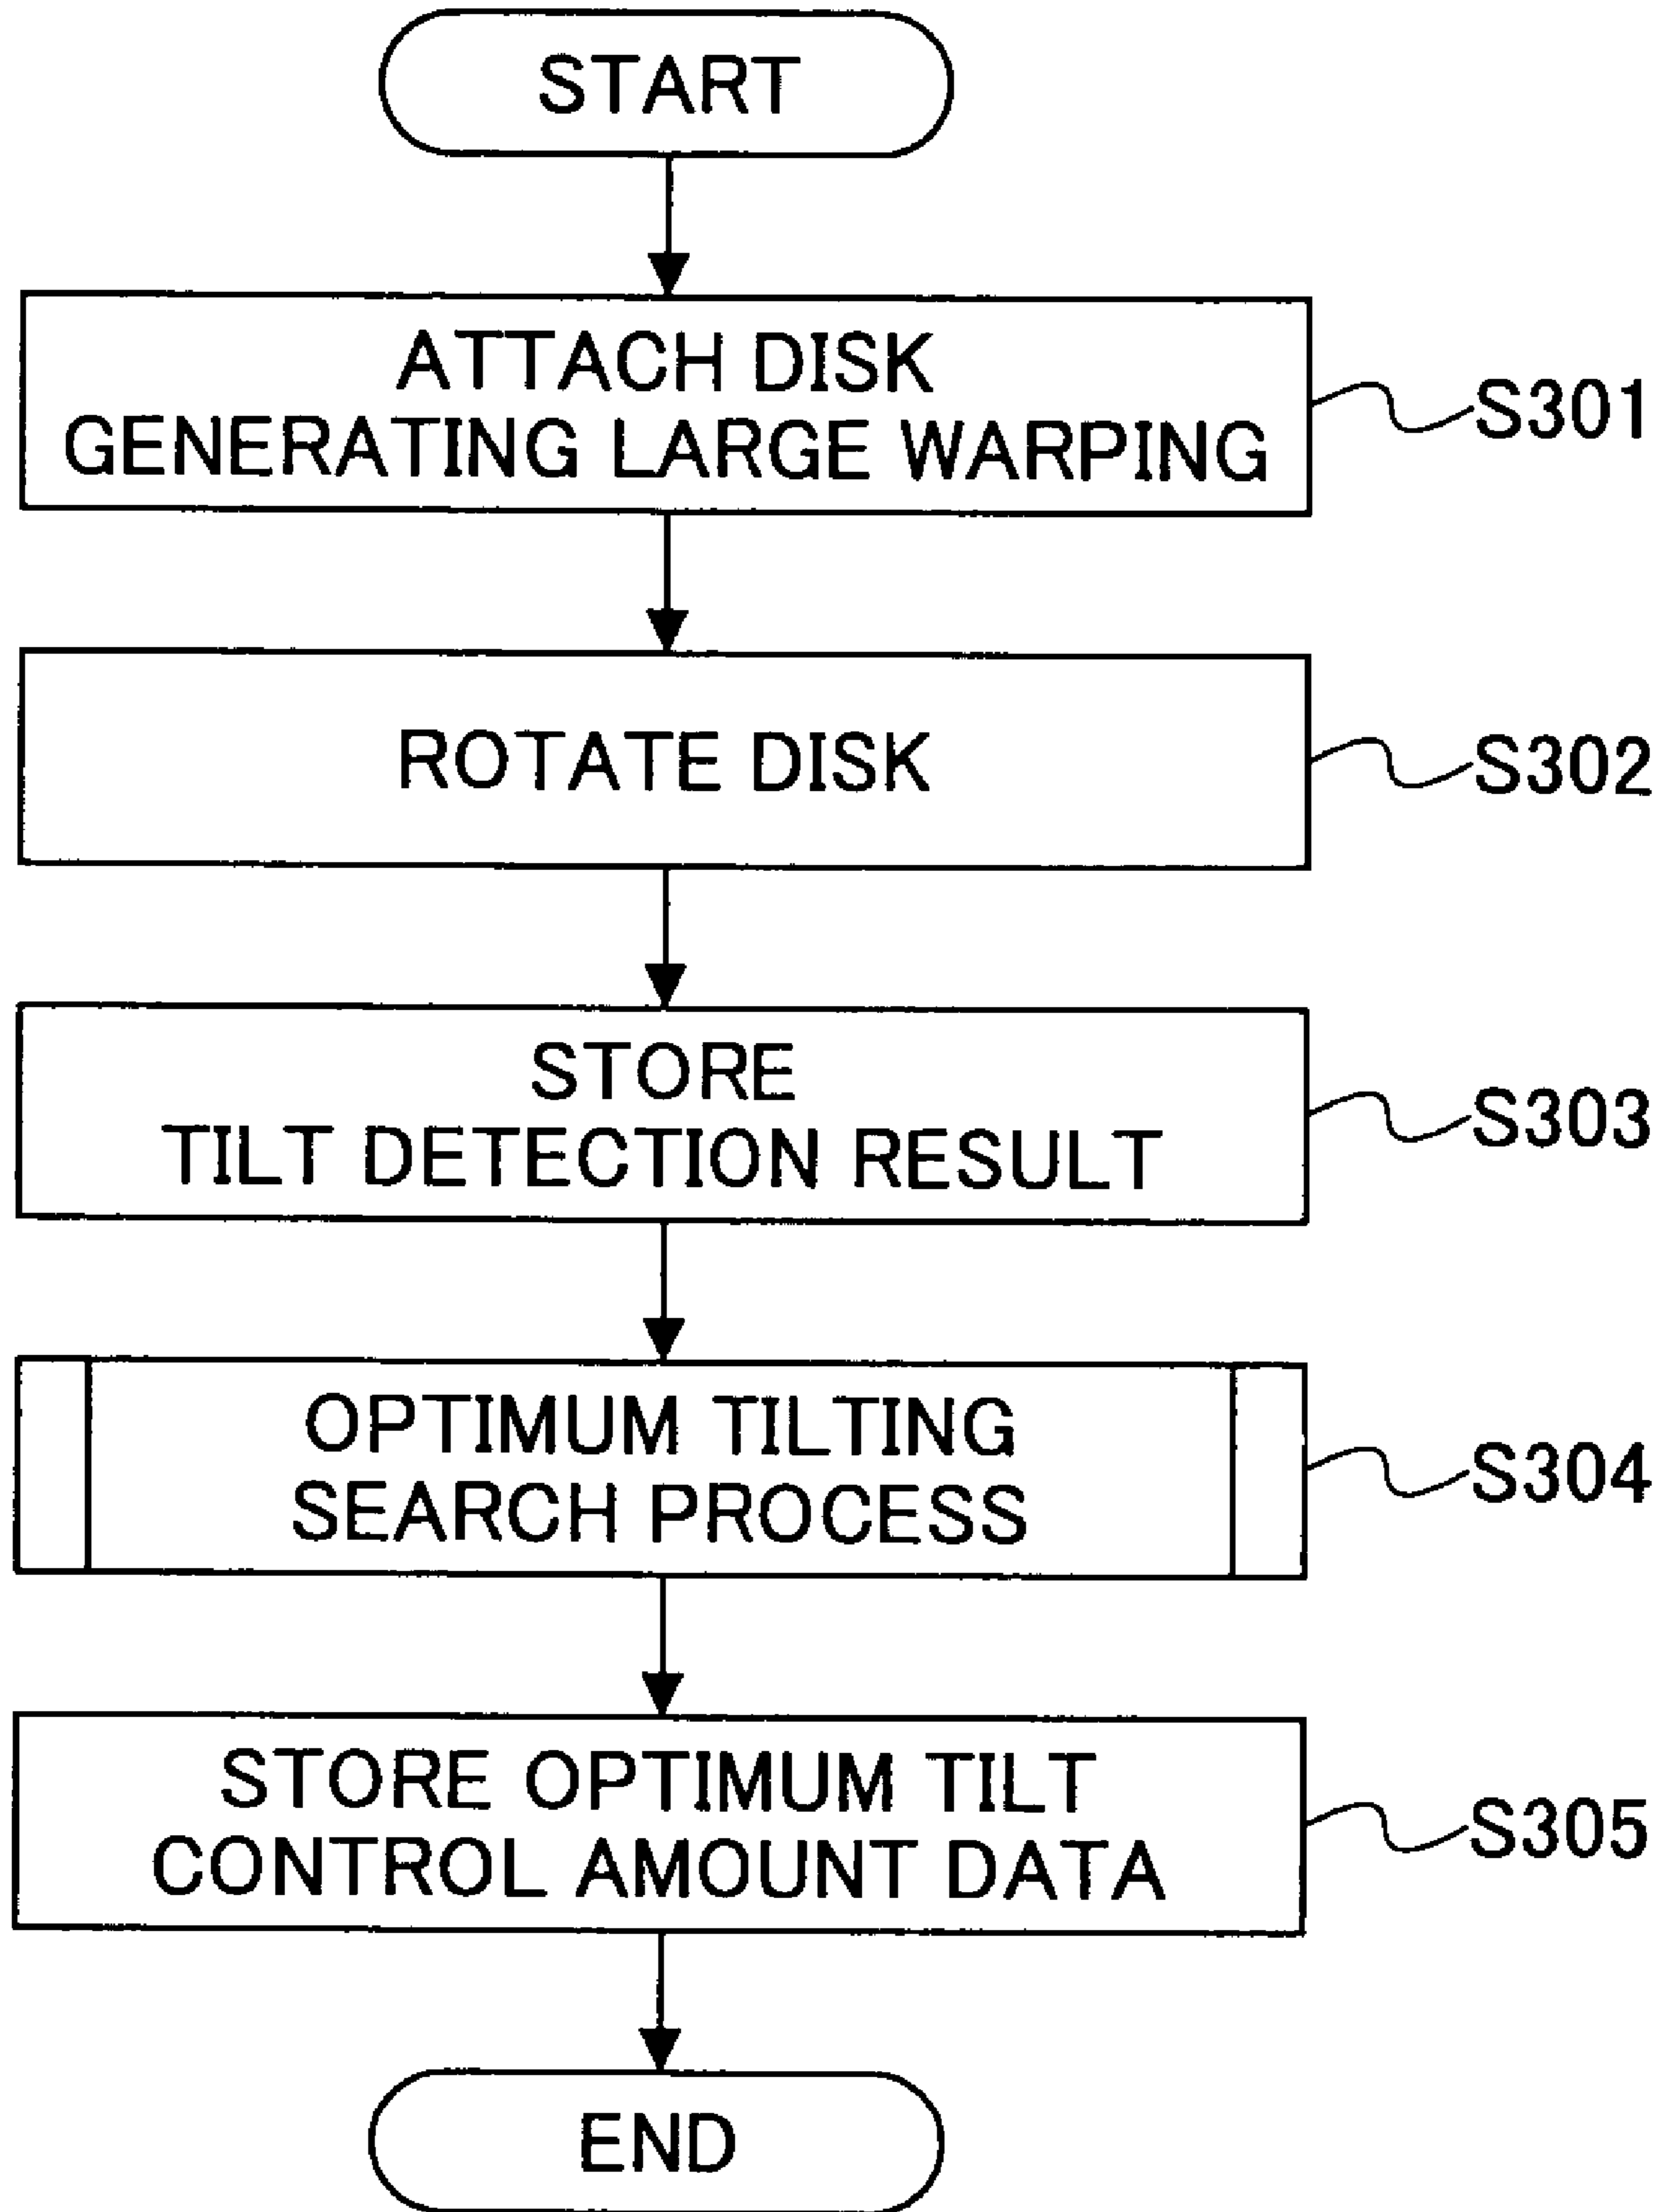 START
ATTACH DISK
GENERATING LARGE WARPING
S301
ROTATE DISK
S302
STORE
TILT DETECTION RESULT
S303
OPTIMUM TILTING
SEARCH PROCESS
S304
STORE OPTIMUM TILT
CONTROL AMOUNT DATA
S305
END